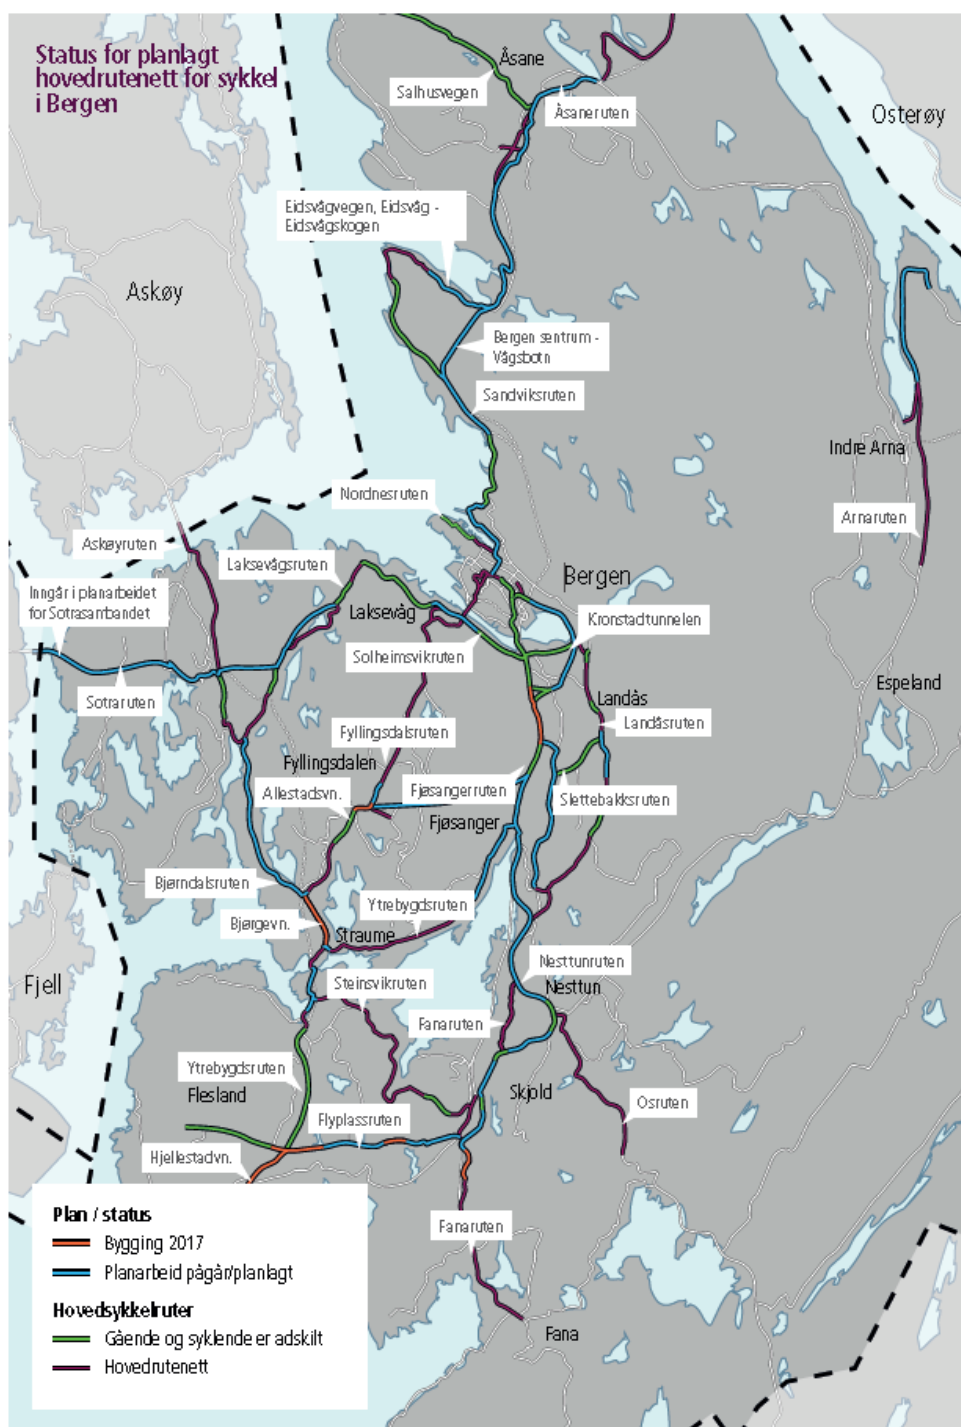 Status for planlagt
hovedrutenett for sykkel
i Bergen
Åsane
Salhusvegen
Åsaneruten
Osterøy
Eidsvågvegen, Eidsvåg -
Eidsvågskogen
Askøy
Bergen sentrum -
Vågsbotn
Sandviksruten
Indre Arna
Nordnesruten
Arnaruten
Askøyruten
Laksevågsruten
Bergen
Inngår i planarbeidet
for Sotrasambandet
Laksevåg
Kronstadtunnelen
Solheimsvikruten
Espeland
Sotraruten
Landås
Landåsruten
Fyllingsdalsruten
Fyllingsdalen
Allestadsvn.
Fjøsangerruten
Slettebakksruten
Fjøsanger
Bjørndalsruten
Ytrebygdsruten
Bjørgevn.
Straume
Nesttunruten
Fjell
Steinsvikruten
Nesttun
Fanaruten
Ytrebygdsruten
Flesland
Skjold
Osruten
Flyplassruten
Hjellestadvn.
Fanaruten
Plan / status
Bygging 2017
Planarbeid pågår/planlagt
Hovedsykkelruter
Gående og syklende er adskilt
Hovedrutenett
Fana